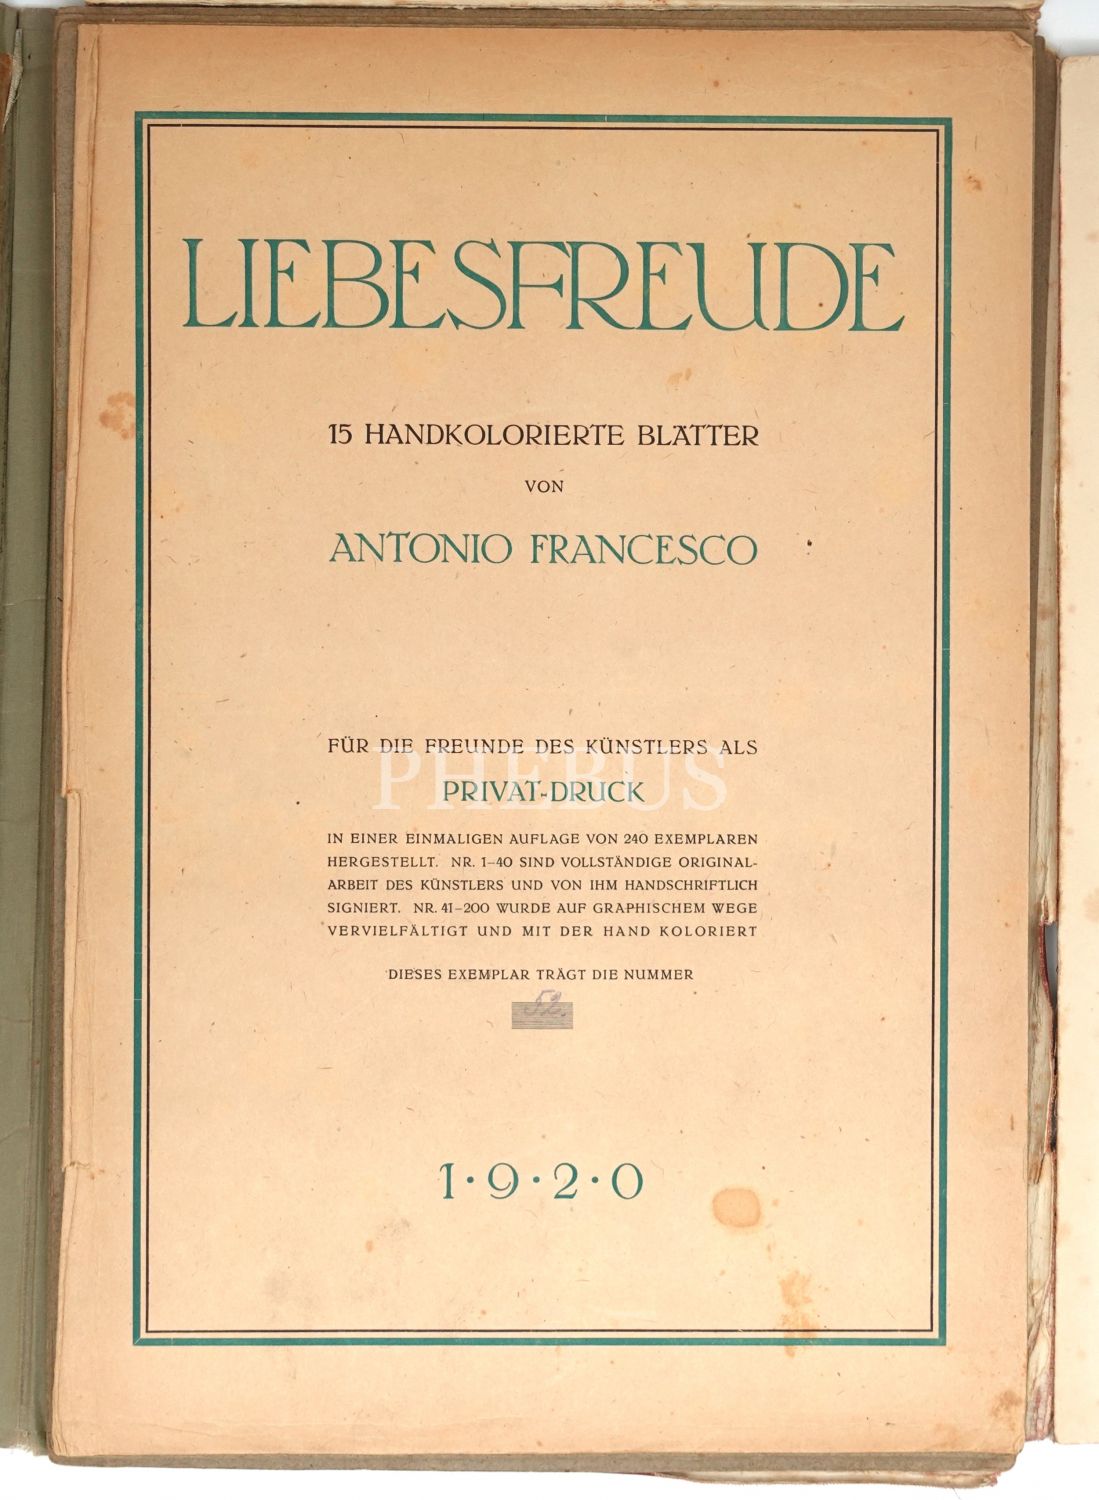 LIEBESFREUDE
15 HANDKOLORIERTE BLÄTTER
VON
ANTONIO FRANCESCO
FÜR DIE FREUNDE DES KÜNSTLERS ALS
PHEBUS
PRIVAT-DRUCK
IN EINER EINMALIGEN AUFLAGE VON 240 EXEMPLAREN
HERGESTELLT. NR. 1–40 SIND VOLLSTÄNDIGE ORIGINAL-
ARBEIT DES KÜNSTLERS UND VON IHM HANDSCHRIFTLICH
SIGNIERT. NR. 41–200 WURDE AUF GRAPHISCHEM WEGE
VERVIELFÄLTIGT UND MIT DER HAND KOLORIERT
DIESES EXEMPLAR TRÄGT DIE NUMMER
52.
1·9·2·0